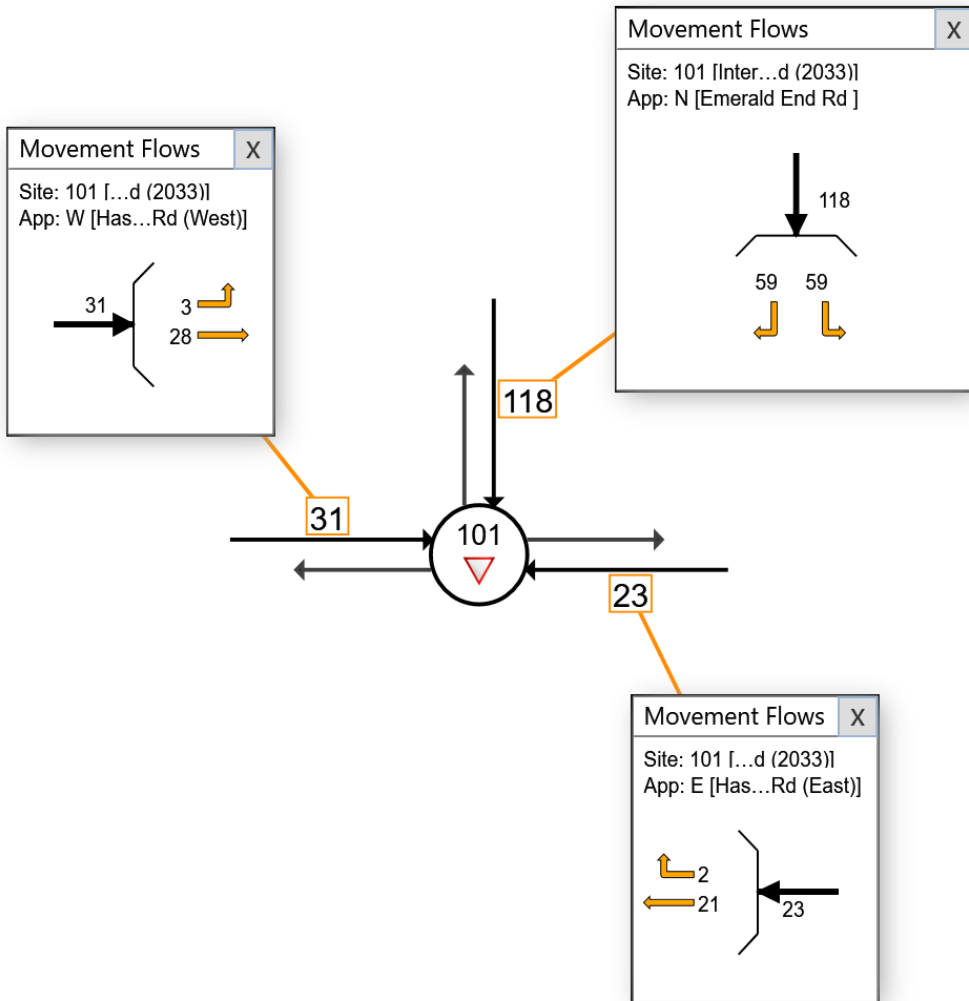 Movement Flows X
Site: 101 [Inter...d (2033)]
App: N [Emerald End Rd ]
118
59 59
Movement Flows X
Site: 101 [...d (2033)]
App: W [Has...Rd (West)]
31
3
28
118
31
101
23
Movement Flows X
Site: 101 [...d (2033)]
App: E [Has...Rd (East)]
2
21
23